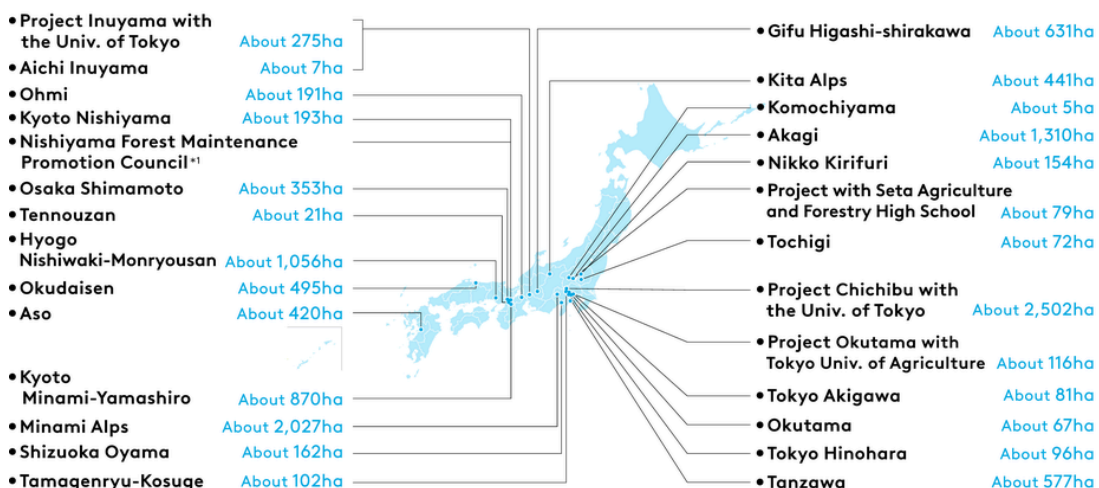 • Project Inuyama with
the Univ. of Tokyo About 275ha
• Aichi Inuyama About 7ha
• Ohmi About 191ha
• Kyoto Nishiyama About 193ha
• Nishiyama Forest Maintenance
Promotion Council*1
• Osaka Shimamoto About 353ha
• Tennouzan About 21ha
• Hyogo
Nishiwaki-Monryousan About 1,056ha
• Okudaisen About 495ha
• Aso About 420ha
• Kyoto
Minami-Yamashiro About 870ha
• Minami Alps About 2,027ha
• Shizuoka Oyama About 162ha
• Tamagenryu-Kosuge About 102ha
• Gifu Higashi-shirakawa About 631ha
• Kita Alps About 441ha
• Komochiyama About 5ha
• Akagi About 1,310ha
• Nikko Kirifuri About 154ha
• Project with Seta Agriculture
and Forestry High School About 79ha
• Tochigi About 72ha
• Project Chichibu with
the Univ. of Tokyo About 2,502ha
• Project Okutama with
Tokyo Univ. of Agriculture About 116ha
• Tokyo Akigawa About 81ha
• Okutama About 67ha
• Tokyo Hinohara About 96ha
• Tanzawa About 577ha